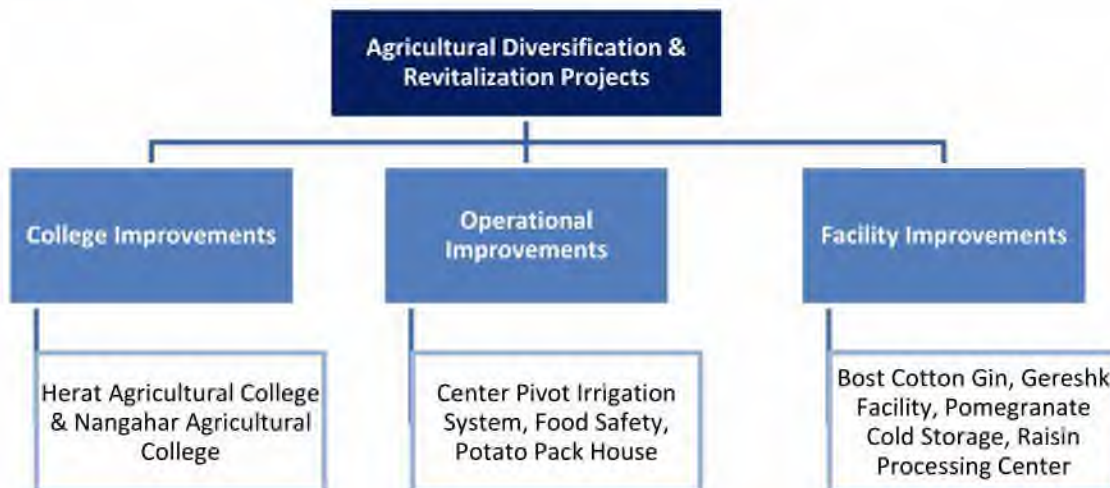 Agricultural Diversification &
Revitalization Projects
College Improvements
Operational
Improvements
Facility Improvements
Herat Agricultural College
& Nangahar Agricultural
College
Center Pivot Irrigation
System, Food Safety,
Potato Pack House
Bost Cotton Gin, Gereshk
Facility, Pomegranate
Cold Storage, Raisin
Processing Center